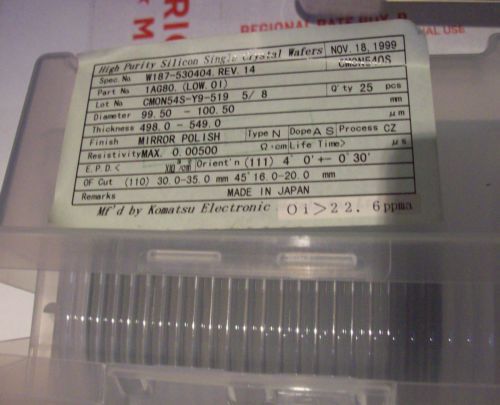 RIC
M
REGIONAL RATE BOX B
IAL USE
High Purity Silicon Single Crystal Wafers NOV. 18, 1999
Spec No W187-530404. REV. 14 CMON540S
Part No 1AG80. (LOW. OI) Q'ty 25 pcs
Lot No CMON54S-Y9-519 5/ 8 mm
Diameter 99.50 - 100.50 μm
Thickness 498.0 - 549.0
Finish MIRROR POLISH Type N Dope AS Process CZ
Resistivity MAX. 0.00500 Ω·cm Life Time> μs
E.P.D.< Orient'n (111) 4° 0'+- 0°30'
OF Cut (110) 30.0-35.0 mm 45°16.0-20.0 mm
Remarks MADE IN JAPAN
Mf'd by Komatsu Electronic Oi>22.6ppma